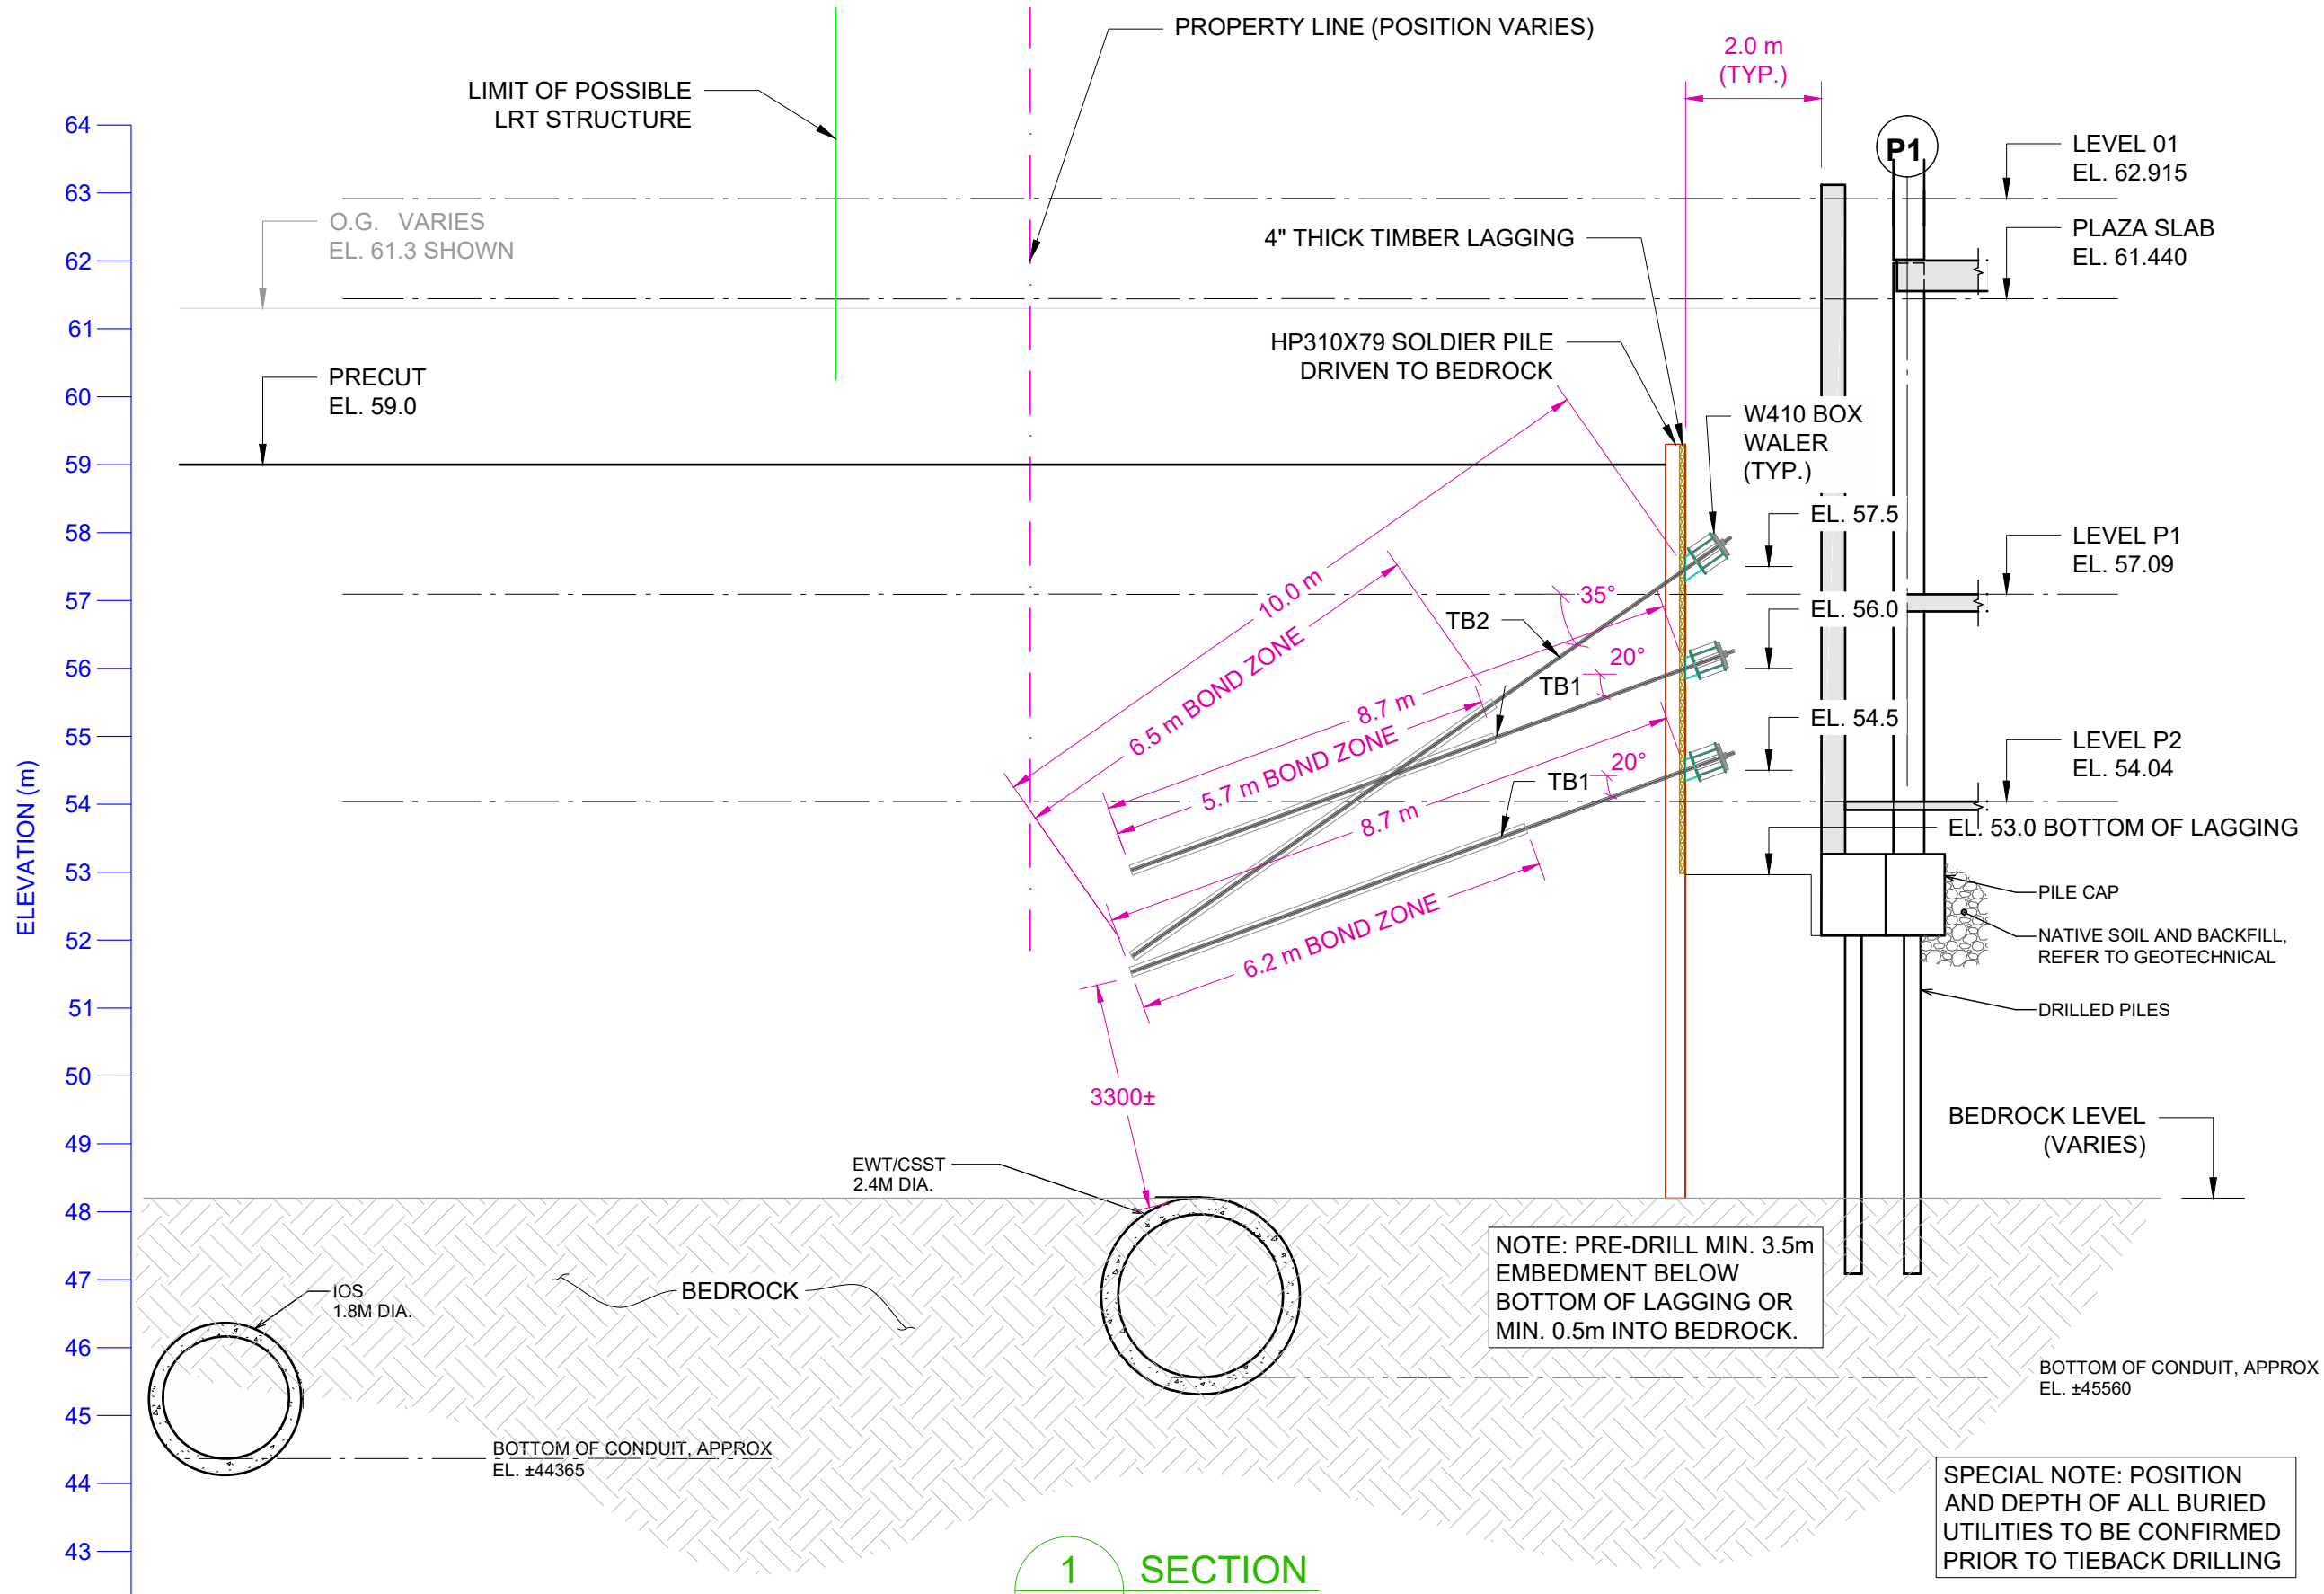 PROPERTY LINE (POSITION VARIES)
2.0 m
(TYP.)
LIMIT OF POSSIBLE
LRT STRUCTURE
64
63
62
61
60
59
58
57
56
55
54
53
52
51
50
49
48
47
46
45
44
43
ELEVATION (m)
P1
LEVEL 01
EL. 62.915
O.G. VARIES
EL. 61.3 SHOWN
4" THICK TIMBER LAGGING
PLAZA SLAB
EL. 61.440
HP310X79 SOLDIER PILE
DRIVEN TO BEDROCK
PRECUT
EL. 59.0
W410 BOX
WALER
(TYP.)
EL. 57.5
LEVEL P1
EL. 57.09
10.0 m
6.5 m BOND ZONE
35°
TB2
EL. 56.0
20°
TB1
8.7 m
5.7 m BOND ZONE
EL. 54.5
LEVEL P2
EL. 54.04
20°
TB1
8.7 m
6.2 m BOND ZONE
EL. 53.0 BOTTOM OF LAGGING
PILE CAP
NATIVE SOIL AND BACKFILL,
REFER TO GEOTECHNICAL
DRILLED PILES
3300±
BEDROCK LEVEL
(VARIES)
EWT/CSST
2.4M DIA.
NOTE: PRE-DRILL MIN. 3.5m
EMBEDMENT BELOW
BOTTOM OF LAGGING OR
MIN. 0.5m INTO BEDROCK.
IOS
1.8M DIA.
BEDROCK
BOTTOM OF CONDUIT, APPROX
EL. ±45560
BOTTOM OF CONDUIT, APPROX
EL. ±44365
SPECIAL NOTE: POSITION
AND DEPTH OF ALL BURIED
UTILITIES TO BE CONFIRMED
PRIOR TO TIEBACK DRILLING
1 SECTION